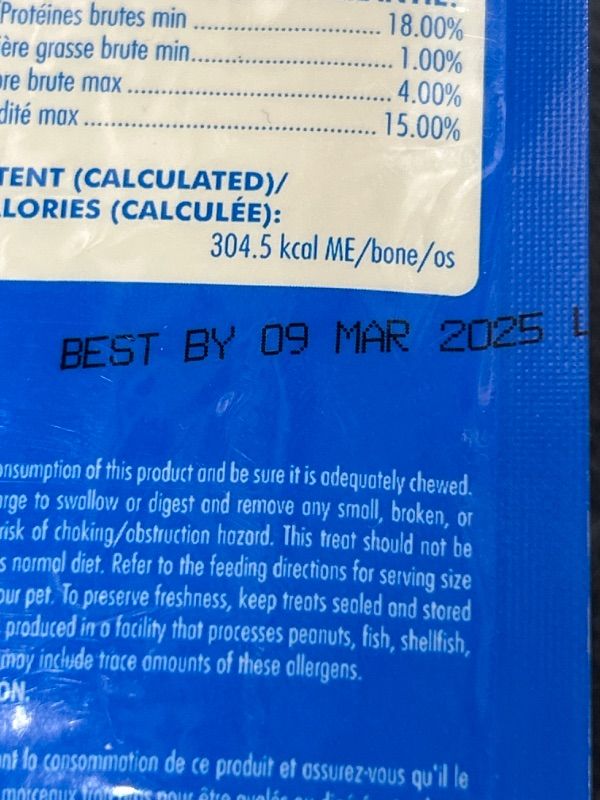 Protéines brutes min ........ 18.00%
ère grasse brute min........ 1.00%
re brute max ........ 4.00%
dité max ........ 15.00%
TENT (CALCULATED)/
LORIES (CALCULÉE):
304.5 kcal ME/bone/os
BEST BY 09 MAR 2025 L
onsumption of this product and be sure it is adequately chewed.
arge to swallow or digest and remove any small, broken, or
risk of choking/obstruction hazard. This treat should not be
s normal diet. Refer to the feeding directions for serving size
our pet. To preserve freshness, keep treats sealed and stored
produced in a facility that processes peanuts, fish, shellfish,
may include trace amounts of these allergens.
ON.
nt la consommation de ce produit et assurez-vous qu'il le
morceaux